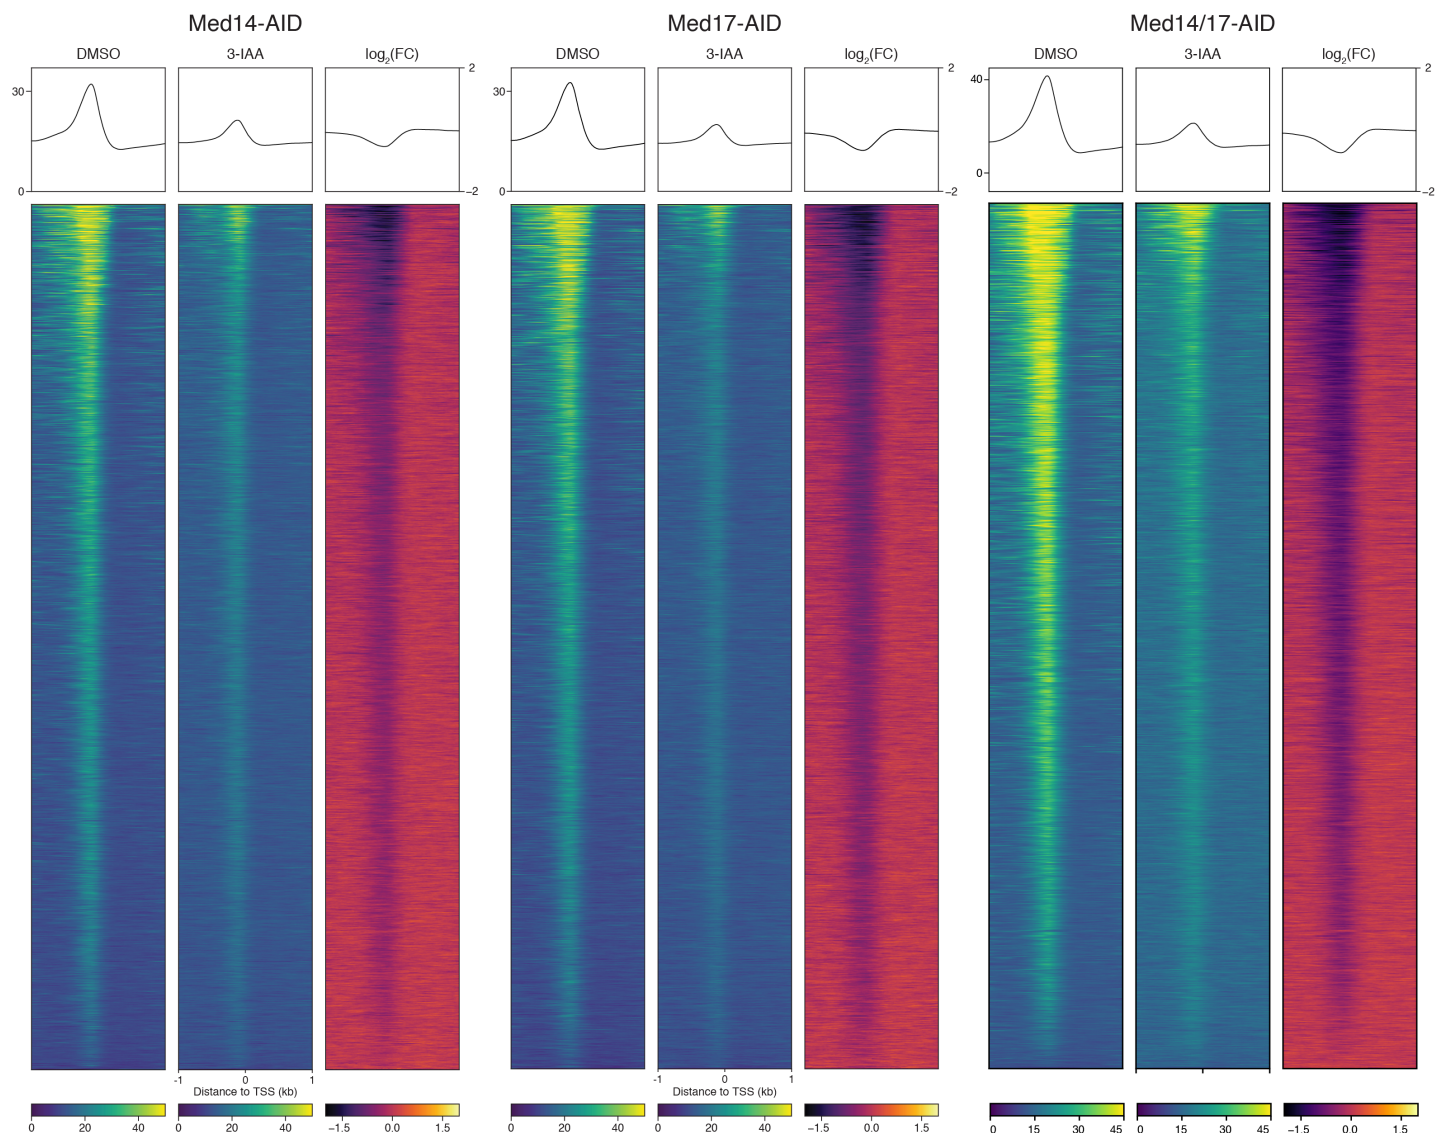 Med14-AID Med17-AID Med14/17-AID
DMSO 3-IAA log2(FC) DMSO 3-IAA log2(FC) DMSO 3-IAA log2(FC)
2 2 40 2
30 30
0
0 −2 0 −2 −2
-1 0 1 -1 0 1
Distance to TSS (kb) Distance to TSS (kb)
0 20 40 0 20 40 −1.5 0.0 1.5 0 20 40 0 20 40 −1.5 0.0 1.5 0 15 30 45 0 15 30 45 −1.5 0.0 1.5